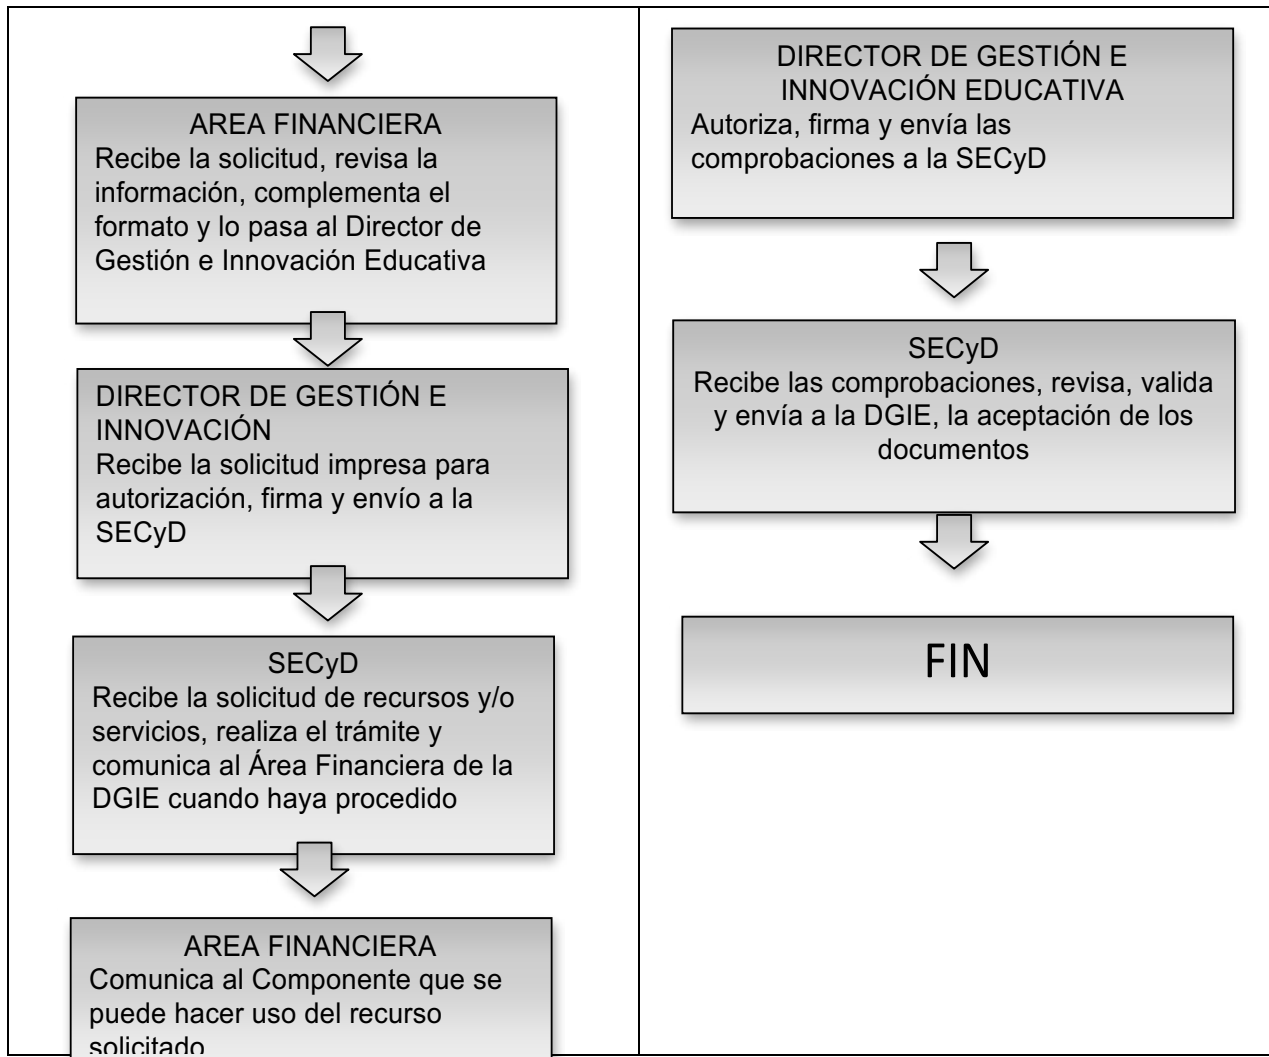 AREA FINANCIERA
Recibe la solicitud, revisa la
información, complementa el
formato y lo pasa al Director de
Gestión e Innovación Educativa
DIRECTOR DE GESTIÓN E
INNOVACIÓN
Recibe la solicitud impresa para
autorización, firma y envío a la
SECyD
SECyD
Recibe la solicitud de recursos y/o
servicios, realiza el trámite y
comunica al Área Financiera de la
DGIE cuando haya procedido
AREA FINANCIERA
Comunica al Componente que se
puede hacer uso del recurso
solicitado
DIRECTOR DE GESTIÓN E
INNOVACIÓN EDUCATIVA
Autoriza, firma y envía las
comprobaciones a la SECyD
SECyD
Recibe las comprobaciones, revisa, valida
y envía a la DGIE, la aceptación de los
documentos
FIN